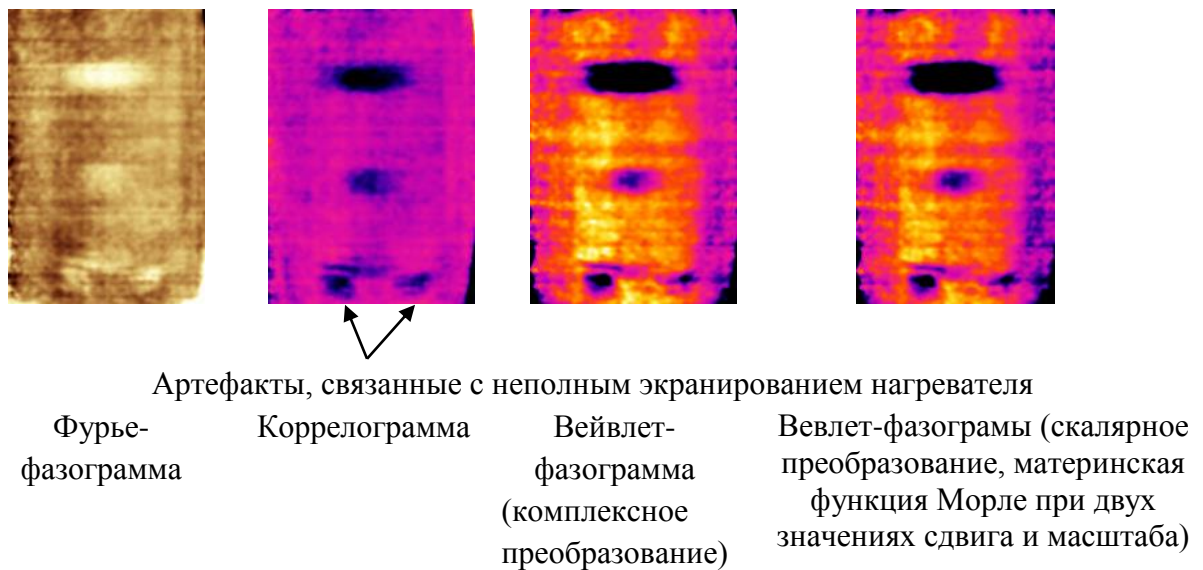 Артефакты, связанные с неполным экранированием нагревателя
Фурье-
фазограмма
Коррелограмма
Вейвлет-
фазограмма
(комплексное
преобразование)
Вевлет-фазограмы (скалярное
преобразование, материнская
функция Морле при двух
значениях сдвига и масштаба)